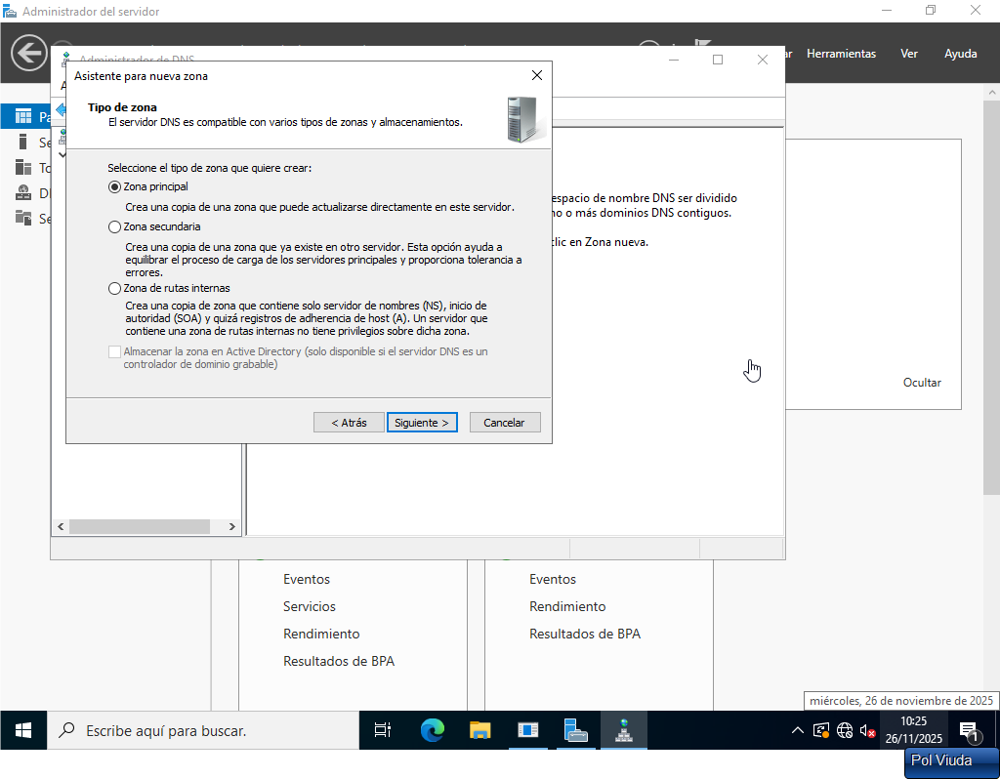 Administrador del servidor
Herramientas
Ver
Ayuda
Administrador de DNS
Asistente para nueva zona
Tipo de zona
El servidor DNS es compatible con varios tipos de zonas y almacenamientos.
Seleccione el tipo de zona que quiere crear:
Zona principal
Crea una copia de una zona que puede actualizarse directamente en este servidor.
Zona secundaria
Crea una copia de una zona que ya existe en otro servidor. Esta opción ayuda a
equilibrar el proceso de carga de los servidores principales y proporciona tolerancia a
errores.
Zona de rutas internas
Crea una copia de zona que contiene solo servidor de nombres (NS), inicio de
autoridad (SOA) y quizá registros de adherencia de host (A). Un servidor que
contiene una zona de rutas internas no tiene privilegios sobre dicha zona.
Almacenar la zona en Active Directory (solo disponible si el servidor DNS es un
controlador de dominio grabable)
< Atrás
Siguiente >
Cancelar
espacio de nombre DNS ser dividido
o más dominios DNS contiguos.
clic en Zona nueva.
Ocultar
Eventos
Servicios
Rendimiento
Resultados de BPA
Eventos
Rendimiento
Resultados de BPA
miércoles, 26 de noviembre de 2025
Escribe aquí para buscar.
10:25
26/11/2025
1
Pol Viuda